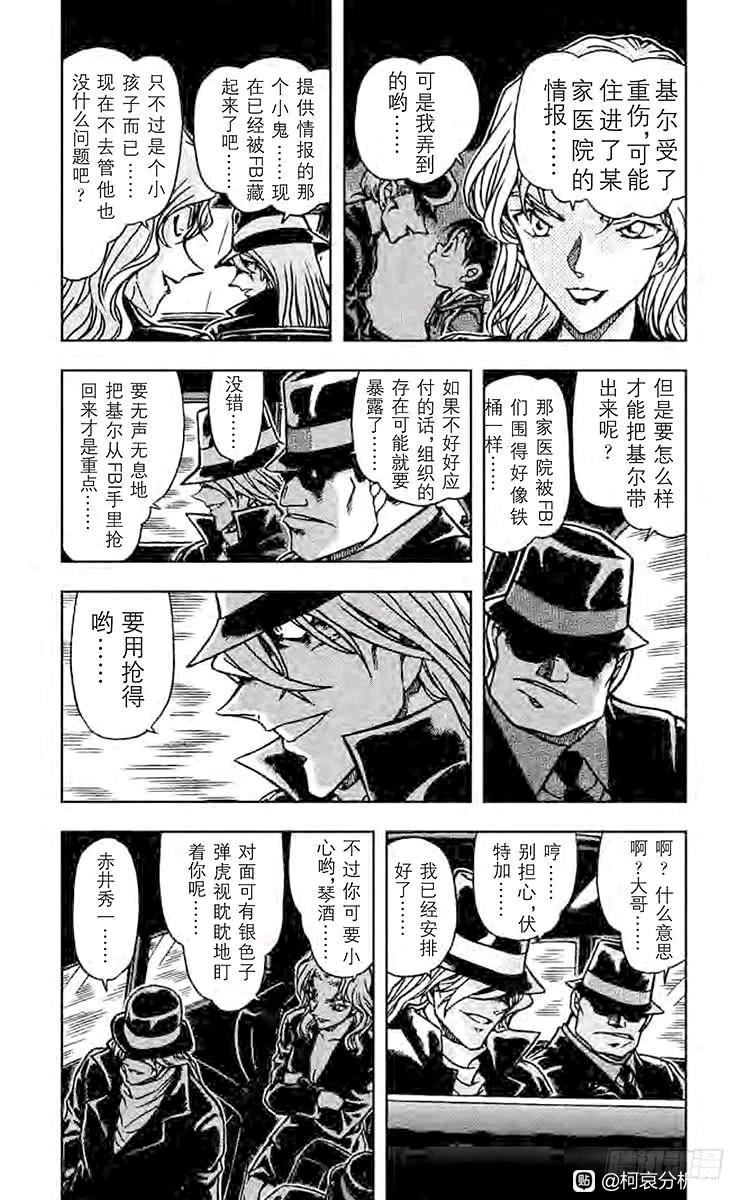 基尔受了
重伤，可能
住进了某
家医院的
情报…
可是我弄到
的哟……
提供情报的那
个小鬼……现
在已经被FBI藏
起来了吧…
只不过是个小
孩子而已……
现在不去管他也
没什么问题吧？
但是要怎么样
才能把基尔带
出来呢？
那家医院被FBI
们围得好像铁
桶一样……
如果不好好应
付的话，组织的
存在可能就要
暴露了…
没错…
要无声无息地
把基尔从FBI手里抢
回来才是重点……
要用抢得
哟……
啊？什么意思
啊？大哥…
哼…
别担心，伏
特加…
我已经安排
好了…
不过你可要小
心哟，琴酒…
对面可有银色子
弹虎视眈眈地盯
着你呢…
赤井秀一…
贴 @柯哀分析